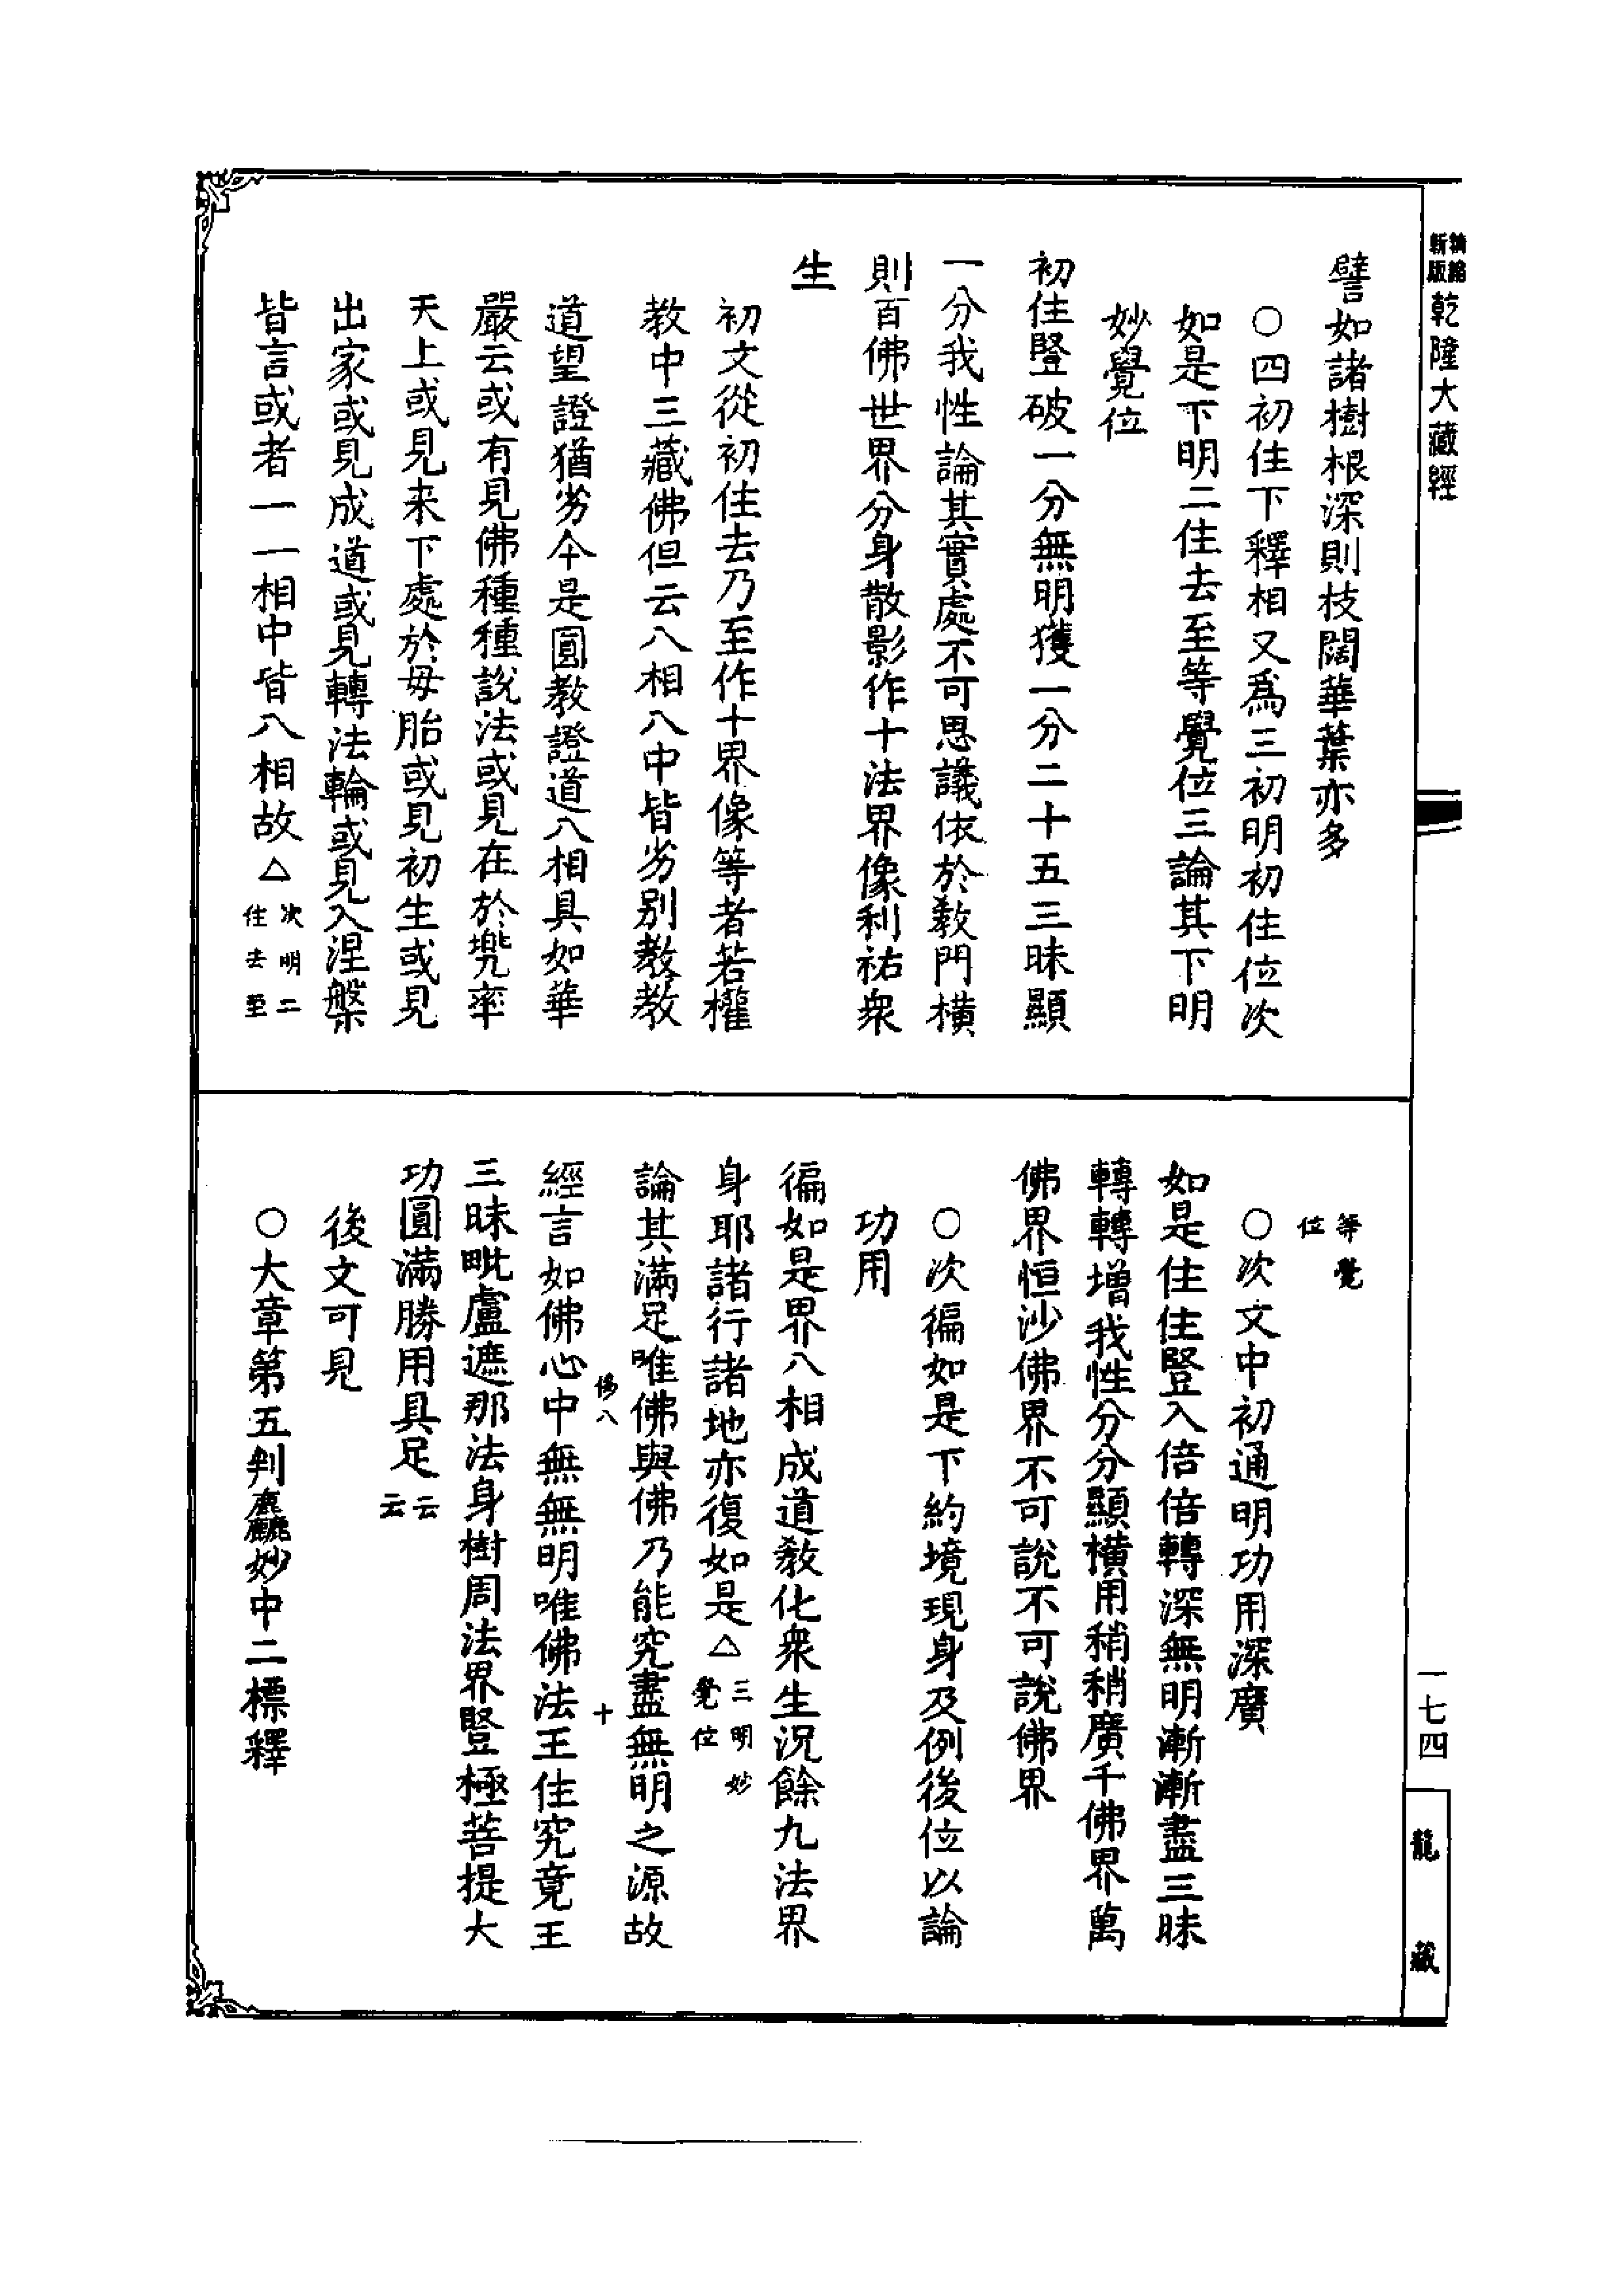 精縮新版乾隆大藏經
譬如諸樹根深則枝闊華葉亦多
○四初住下釋相又爲三初明初住位次
如是下明二住去至等覺位三論其下明
妙覺位
初住豎破一分無明獲一分二十五三昧顯
一分我性論其實處不可思議依於教門橫
則百佛世界分身散影作十法界像利祐衆
生
初文從初住去乃至作十界像等者若權
教中三藏佛但云八相八中皆劣別教教
道望證猶劣今是圓教證道八相具如華
嚴云或有見佛種種說法或見在於兠率
天上或見来下處於母胎或見初生或見
出家或見成道或見轉法輪或見入涅槃
皆言或者一一相中皆八相故△次明二住去至
等覺位
○次文中初通明功用深廣
如是住住豎入倍倍轉深無明漸漸盡三昧
轉轉增我性分分顯橫用稍稍廣千佛界萬
佛界恒沙佛界不可說不可說佛界
○次徧如是下約境現身及例後位以論
功用
徧如是界八相成道教化衆生況餘九法界
身耶諸行諸地亦復如是△三明妙覺位
論其滿足唯佛與佛乃能究盡無明之源故
佛八 十
經言如佛心中無無明唯佛法王住究竟王
三昧毗盧遮那法身樹周法界豎極菩提大
功圓滿勝用具足云云
後文可見
○大章第五判麤妙中二標釋
一七四
龍藏